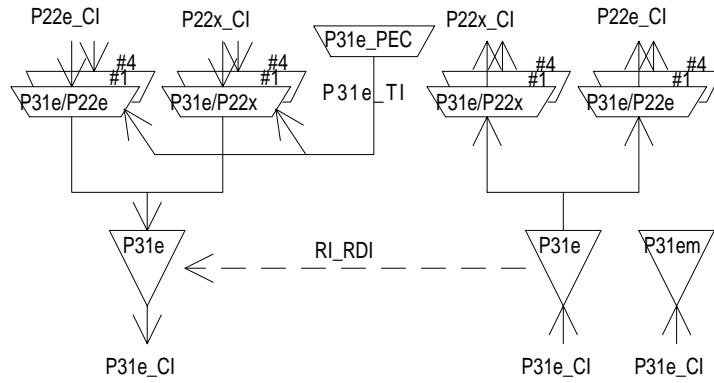 P22e_CI
P22x_CI
P31e_PEC
P22x_CI
P22e_CI
#4
#1
P31e/P22e
#4
#1
P31e/P22x
P31e_TI
#4
#1
P31e/P22x
#4
#1
P31e/P22e
P31e
RI_RDI
P31e
P31em
P31e_CI
P31e_CI
P31e_CI